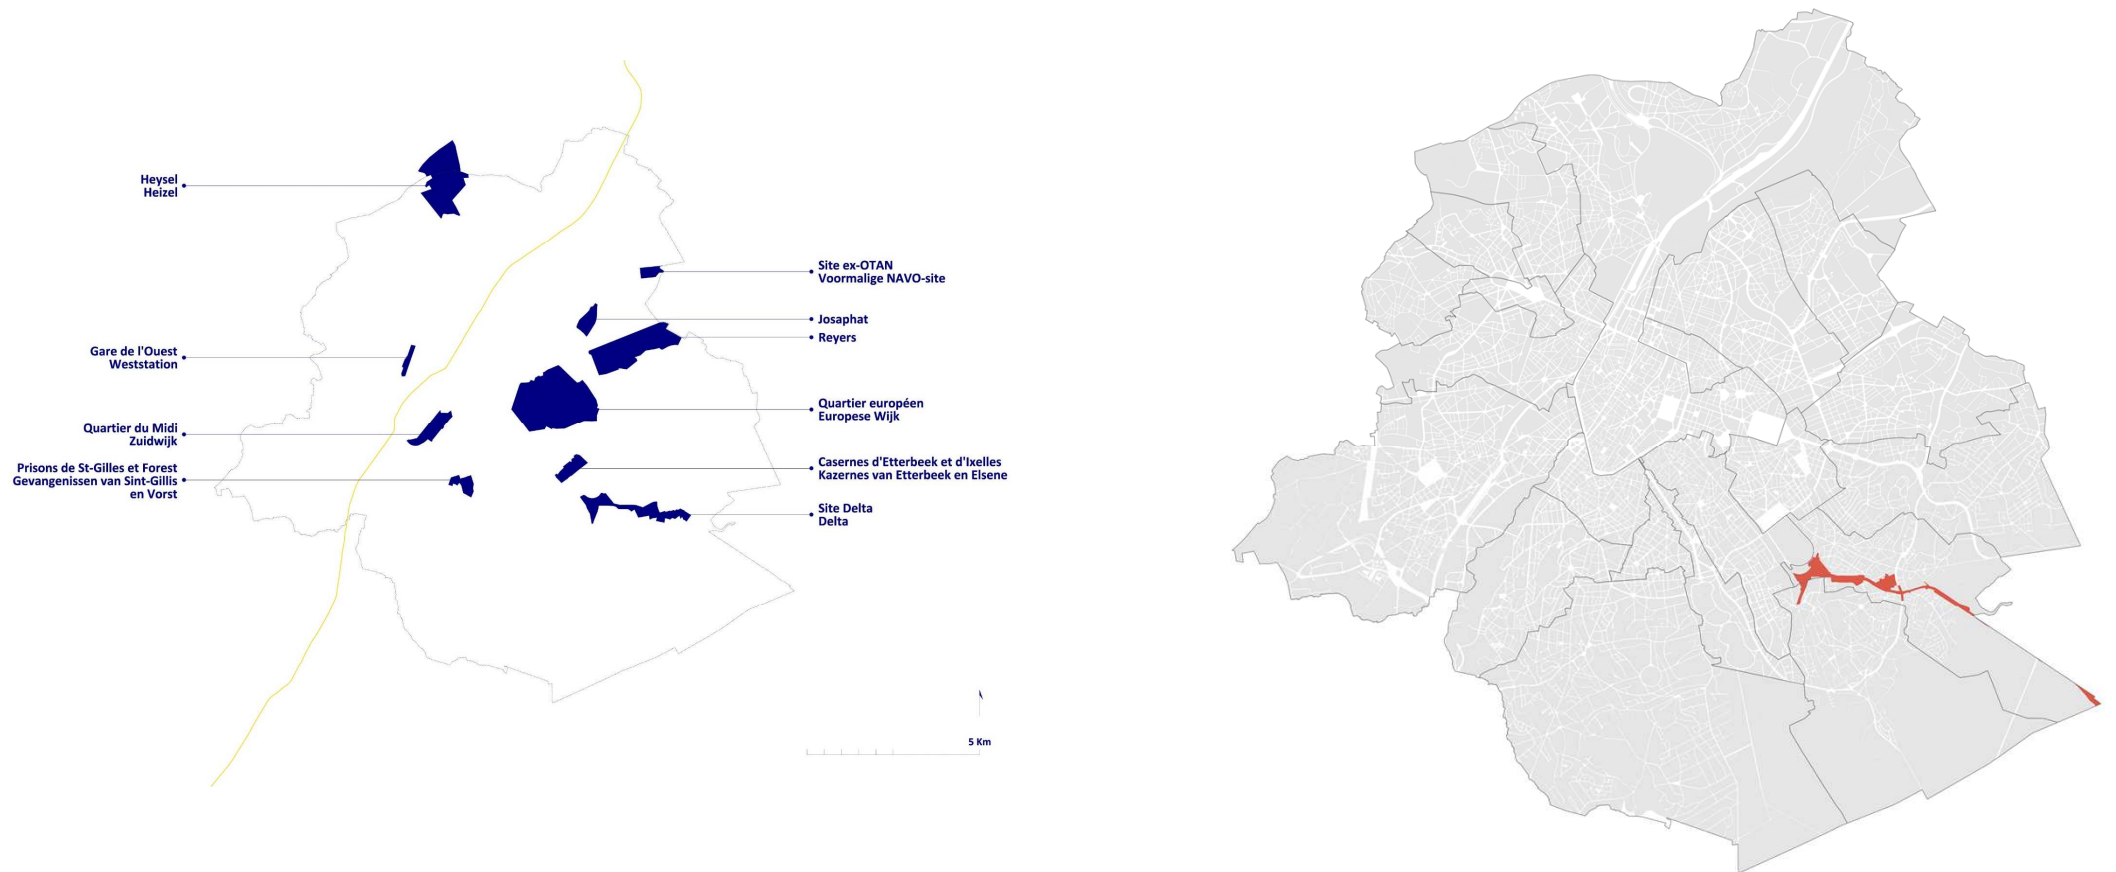 Heysel
Heizel
Gare de l'Ouest
Weststation
Quartier du Midi
Zuidwijk
Prisons de St-Gilles et Forest
Gevangenissen van Sint-Gillis
en Vorst
Site ex-OTAN
Voormalige NAVO-site
Josaphat
Reyers
Quartier européen
Europese Wijk
Casernes d'Etterbeek et d'Ixelles
Kazernes van Etterbeek en Elsene
Site Delta
Delta
5 Km